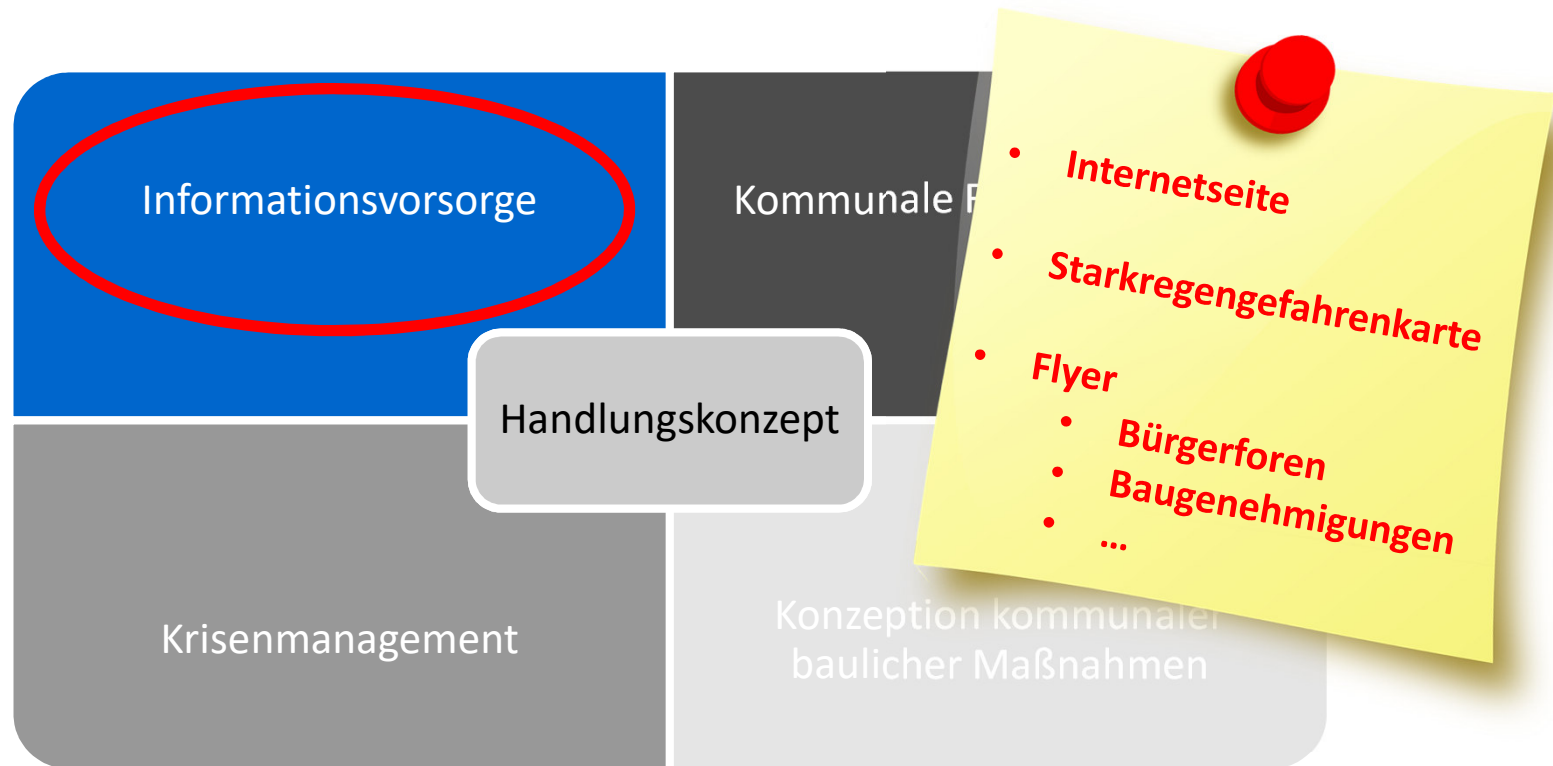 Informationsvorsorge
Kommunale
Handlungskonzept
Krisenmanagement
Konzeption kommunaler
baulicher Maßnahmen
• Internetseite
• Starkregengefahrenkarte
• Flyer
• Bürgerforen
• Baugenehmigungen
• ...